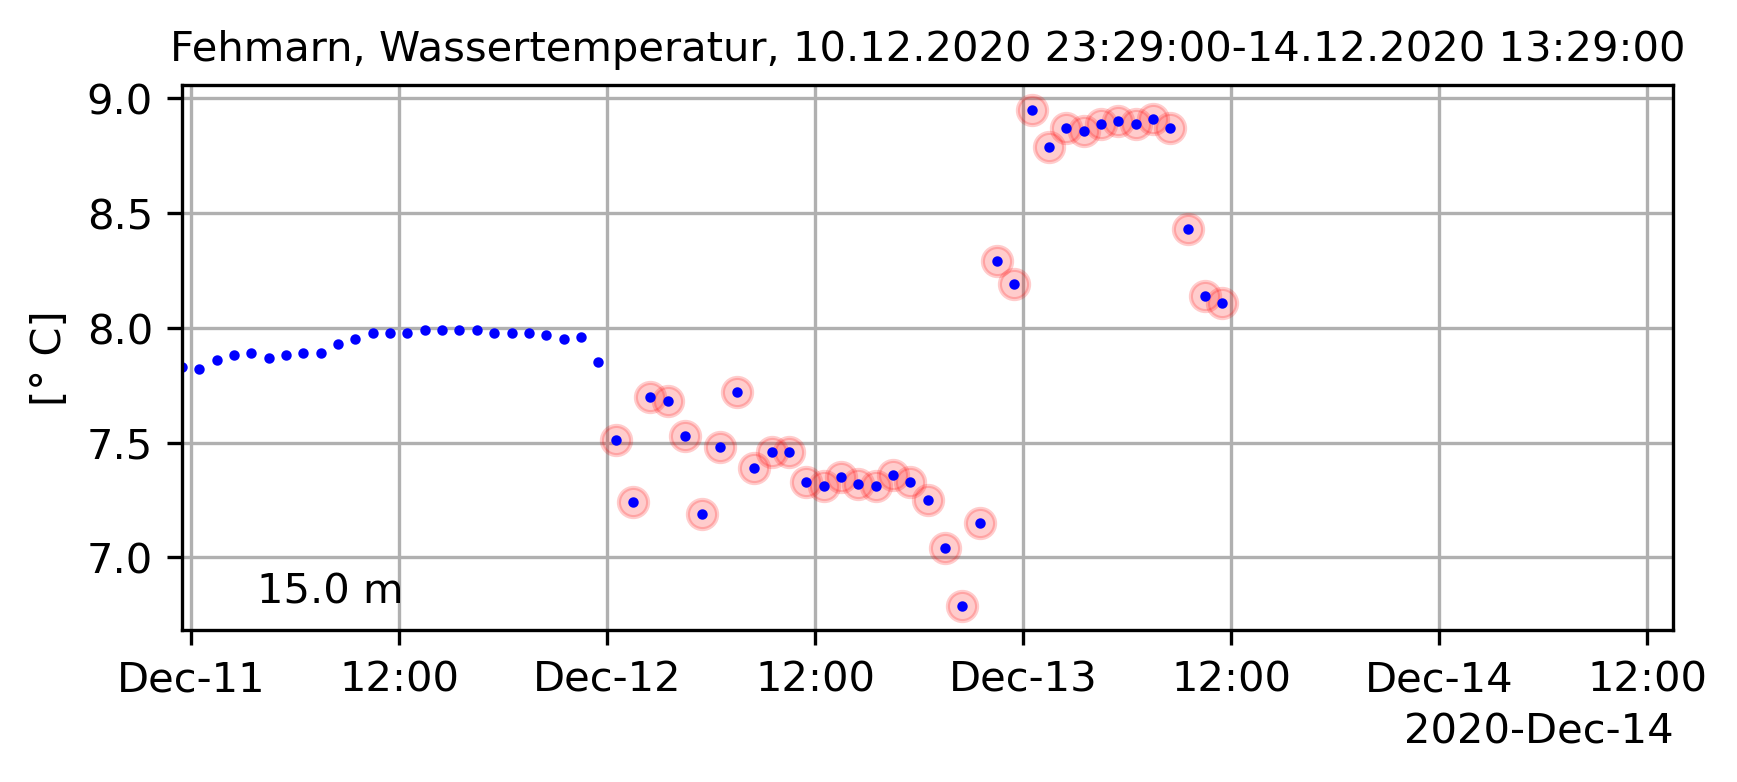 Fehmarn, Wassertemperatur, 10.12.2020 23:29:00-14.12.2020 13:29:00
9.0
8.5
8.0
7.5
7.0
[° C]
15.0 m
Dec-11 12:00 Dec-12 12:00 Dec-13 12:00 Dec-14 12:00
2020-Dec-14